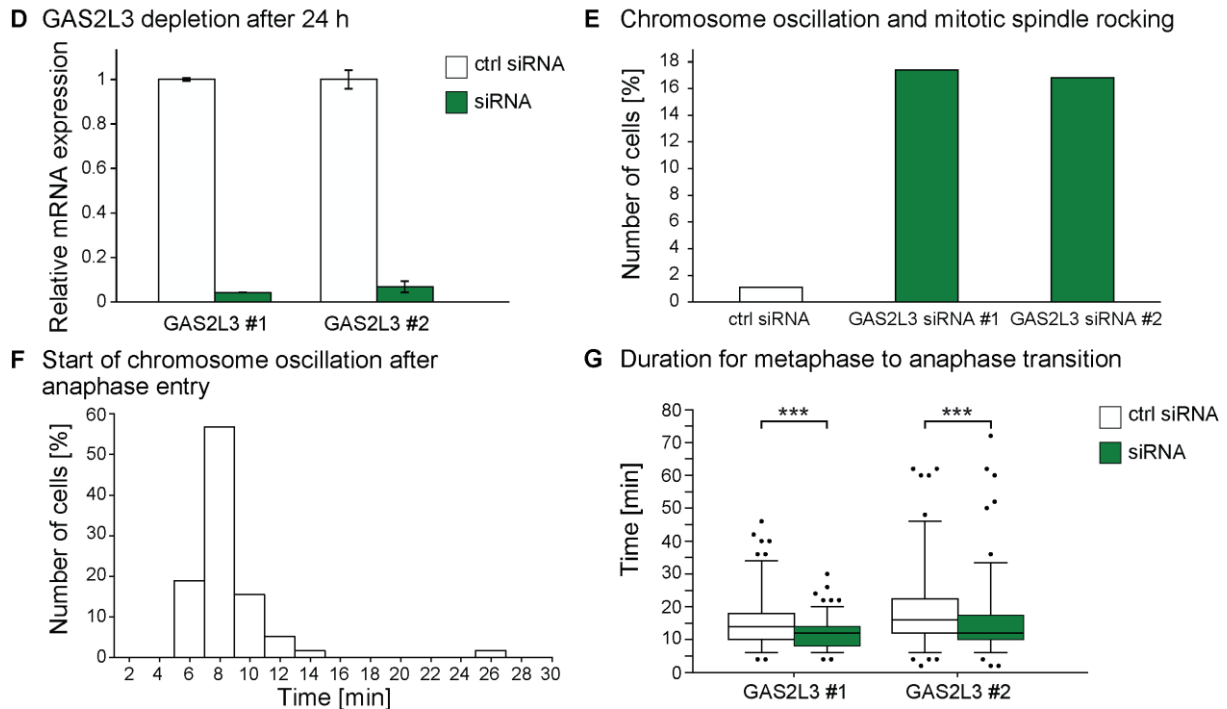 D GAS2L3 depletion after 24 h
Relative mRNA expression
1
0.8
0.6
0.4
0.2
0
GAS2L3 #1 GAS2L3 #2
ctrl siRNA
siRNA
E Chromosome oscillation and mitotic spindle rocking
Number of cells [%]
18
16
14
12
10
8
6
4
2
0
ctrl siRNA GAS2L3 siRNA #1 GAS2L3 siRNA #2
F Start of chromosome oscillation after
anaphase entry
Number of cells [%]
60
50
40
30
20
10
0
2 4 6 8 10 12 14 16 18 20 22 24 26 28 30
Time [min]
G Duration for metaphase to anaphase transition
Time [min]
80
70
60
50
40
30
20
10
0
*** ***
GAS2L3 #1 GAS2L3 #2
ctrl siRNA
siRNA